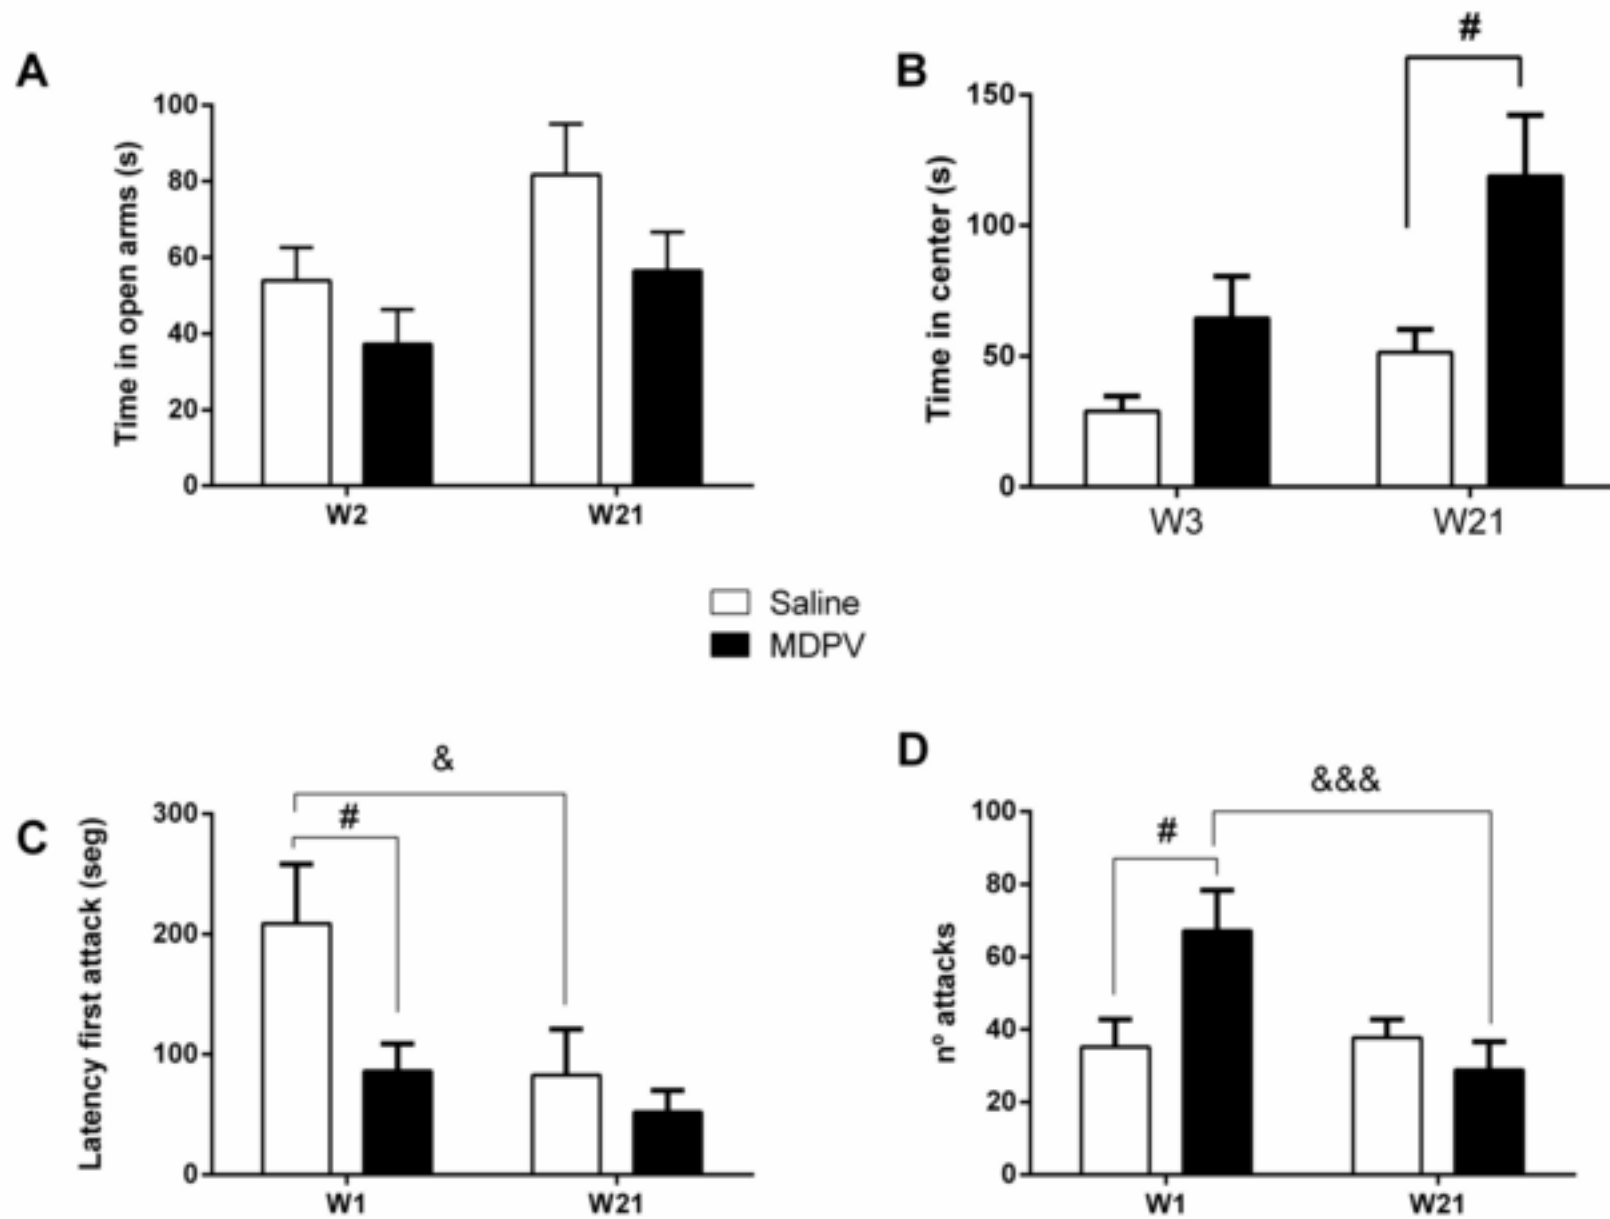 A
Time in open arms (s)
100
80
60
40
20
0
W2
W21
B
#
Time in center (s)
150
100
50
0
W3
W21
Saline
MDPV
C
&
#
Latency first attack (seg)
300
200
100
0
W1
W21
D
&&&
#
nº attacks
100
80
60
40
20
0
W1
W21